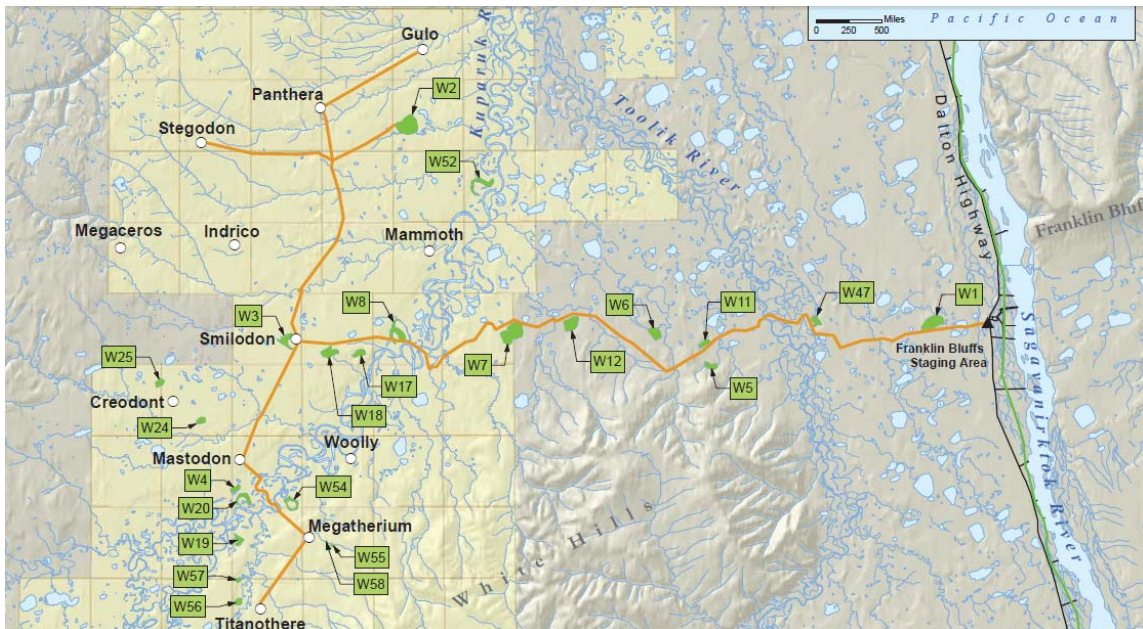 Pacific Ocean
Miles
0 250 500
Gulo
Kuparuk R
W2
Panthera
Toolik River
Dalton Highway
Stegodon
W52
Megaceros
Indrico
Mammoth
Franklin Bluff
W3
W8
W6
W11
W47
W1
Smilodon
W25
W7
W12
Franklin Bluffs
Staging Area
W17
W5
Sagavanirktok River
Creodont
W18
W24
Mastodon
Woolly
W4
W54
W20
Megatherium
White Hills
W19
W55
W57
W58
W56
Titanothere